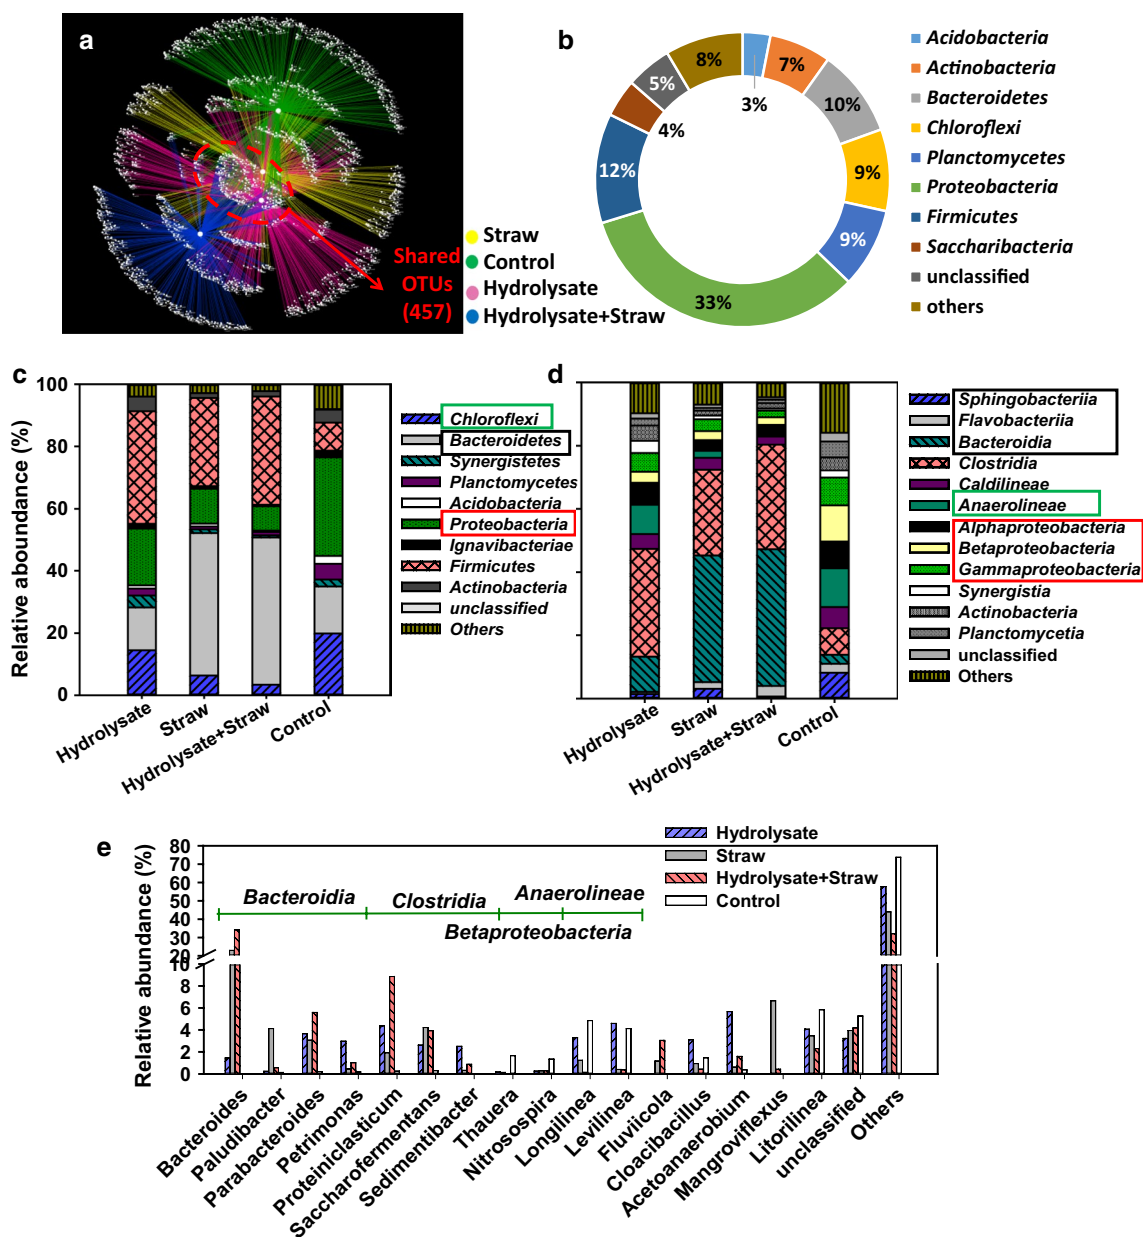 a
Shared
OTUs
(457)
Straw
Control
Hydrolysate
Hydrolysate+Straw
b
8%
3%
7%
10%
9%
9%
33%
12%
4%
5%
Acidobacteria
Actinobacteria
Bacteroidetes
Chloroflexi
Planctomycetes
Proteobacteria
Firmicutes
Saccharibacteria
unclassified
others
c
Relative aboundance (%)
100
80
60
40
20
0
Hydrolysate
Straw
Hydrolysate+Straw
Control
Chloroflexi
Bacteroidetes
Synergistetes
Planctomycetes
Acidobacteria
Proteobacteria
Ignavibacteriae
Firmicutes
Actinobacteria
unclassified
Others
d
Hydrolysate
Straw
Hydrolysate+Straw
Control
Sphingobacteriia
Flavobacteriia
Bacteroidia
Clostridia
Caldilineae
Anaerolineae
Alphaproteobacteria
Betaproteobacteria
Gammaproteobacteria
Synergistia
Actinobacteria
Planctomycetia
unclassified
Others
e
Relative abundance (%)
80
70
60
50
40
30
20
10
8
6
4
2
0
Bacteroidia
Clostridia
Anaerolineae
Betaproteobacteria
Hydrolysate
Straw
Hydrolysate+Straw
Control
Bacteroides
Paludibacter
Parabacteroides
Petrimonas
Proteiniclasticum
Saccharofermentans
Sedimentibacter
Thauera
Nitrosospira
Longilinea
Levilinea
Fluviicola
Cloacibacillus
Acetoanaerobium
Mangroviflexus
Litorilinea
unclassified
Others